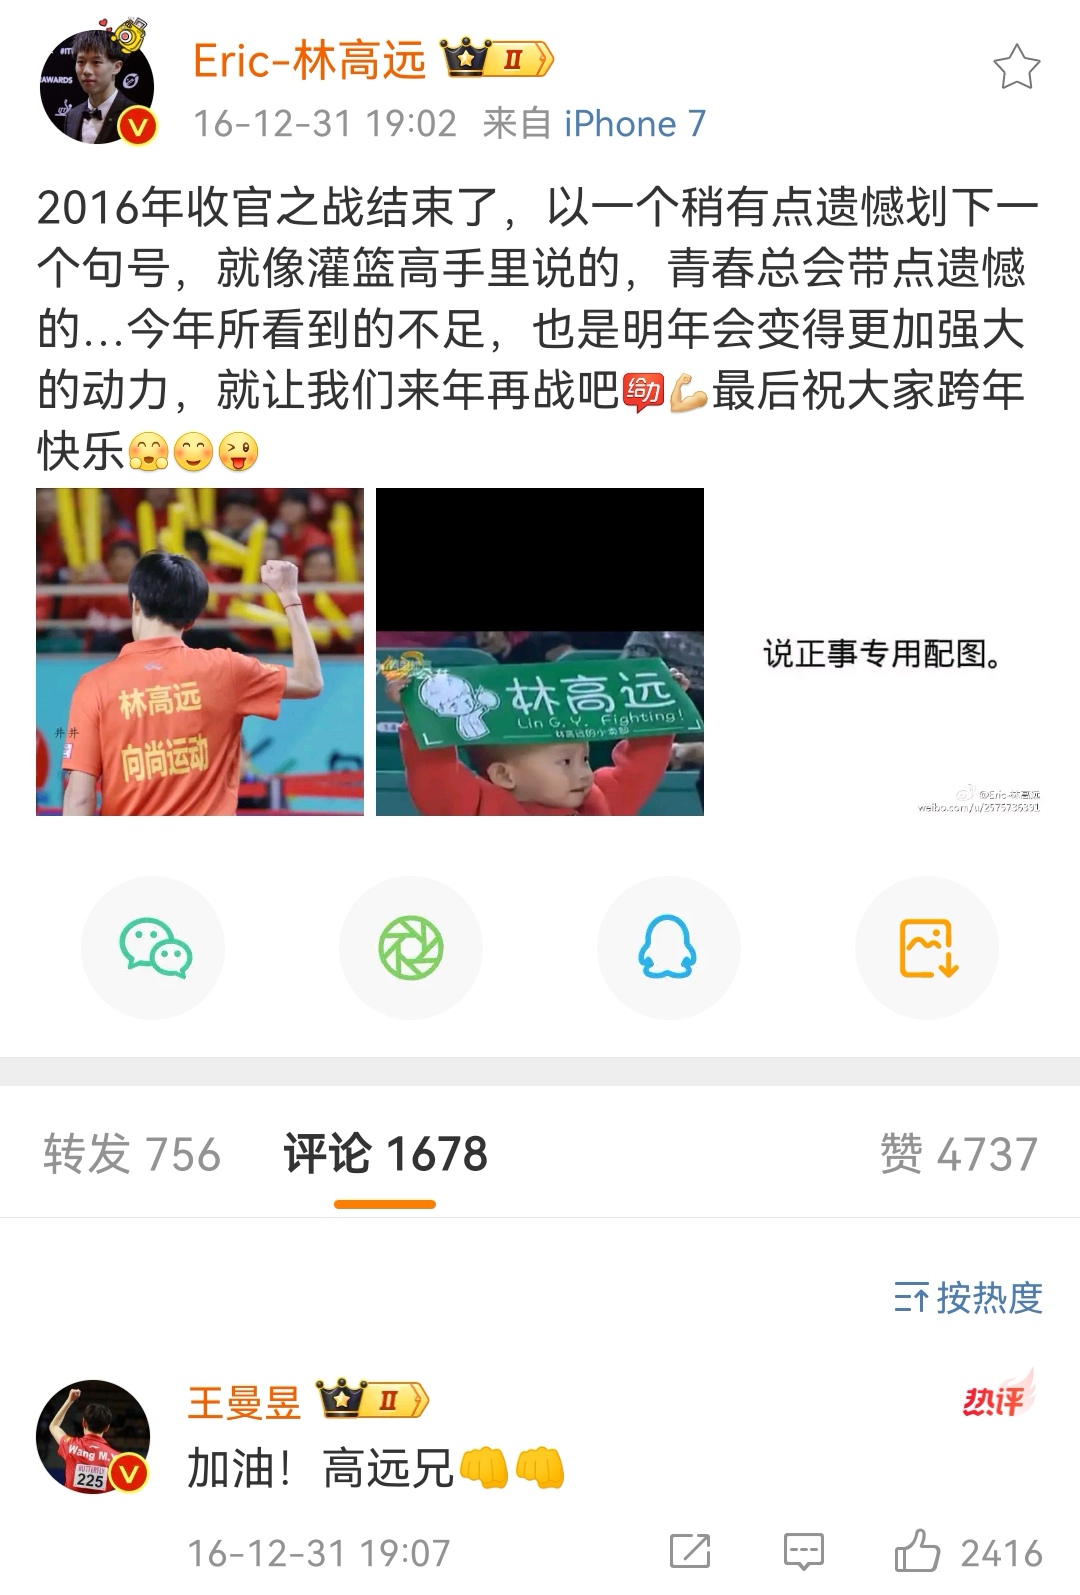 Eric-林高远 II
16-12-31 19:02 来自 iPhone 7
2016年收官之战结束了，以一个稍有点遗憾划下一
个句号，就像灌篮高手里说的，青春总会带点遗憾
的...今年所看到的不足，也是明年会变得更加强大
的动力，就让我们来年再战吧给力最后祝大家跨年
快乐
林高远
向尚运动
井井
林高远
Lin G.Y. Fighting!
说正事专用配图。
@Eric-林高远
weibo.com/u/2575736391
转发 756 评论 1678 赞 4737
按热度
王曼昱 II
热评
Wang M.Y
BUTTERFLY
225
加油！高远兄
16-12-31 19:07 2416